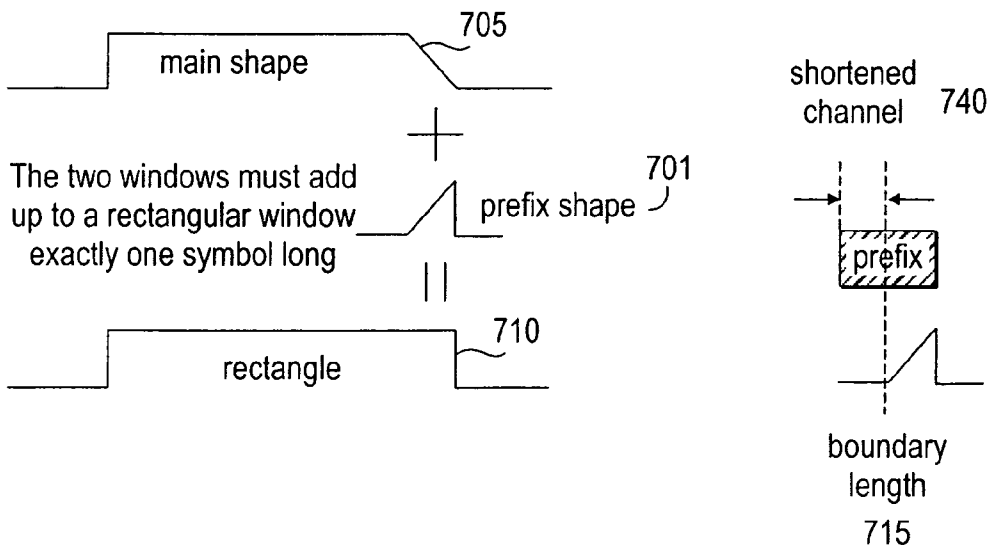 705
main shape
The two windows must add
up to a rectangular window
exactly one symbol long
prefix shape 701
710
rectangle
shortened
channel 740
prefix
boundary
length
715